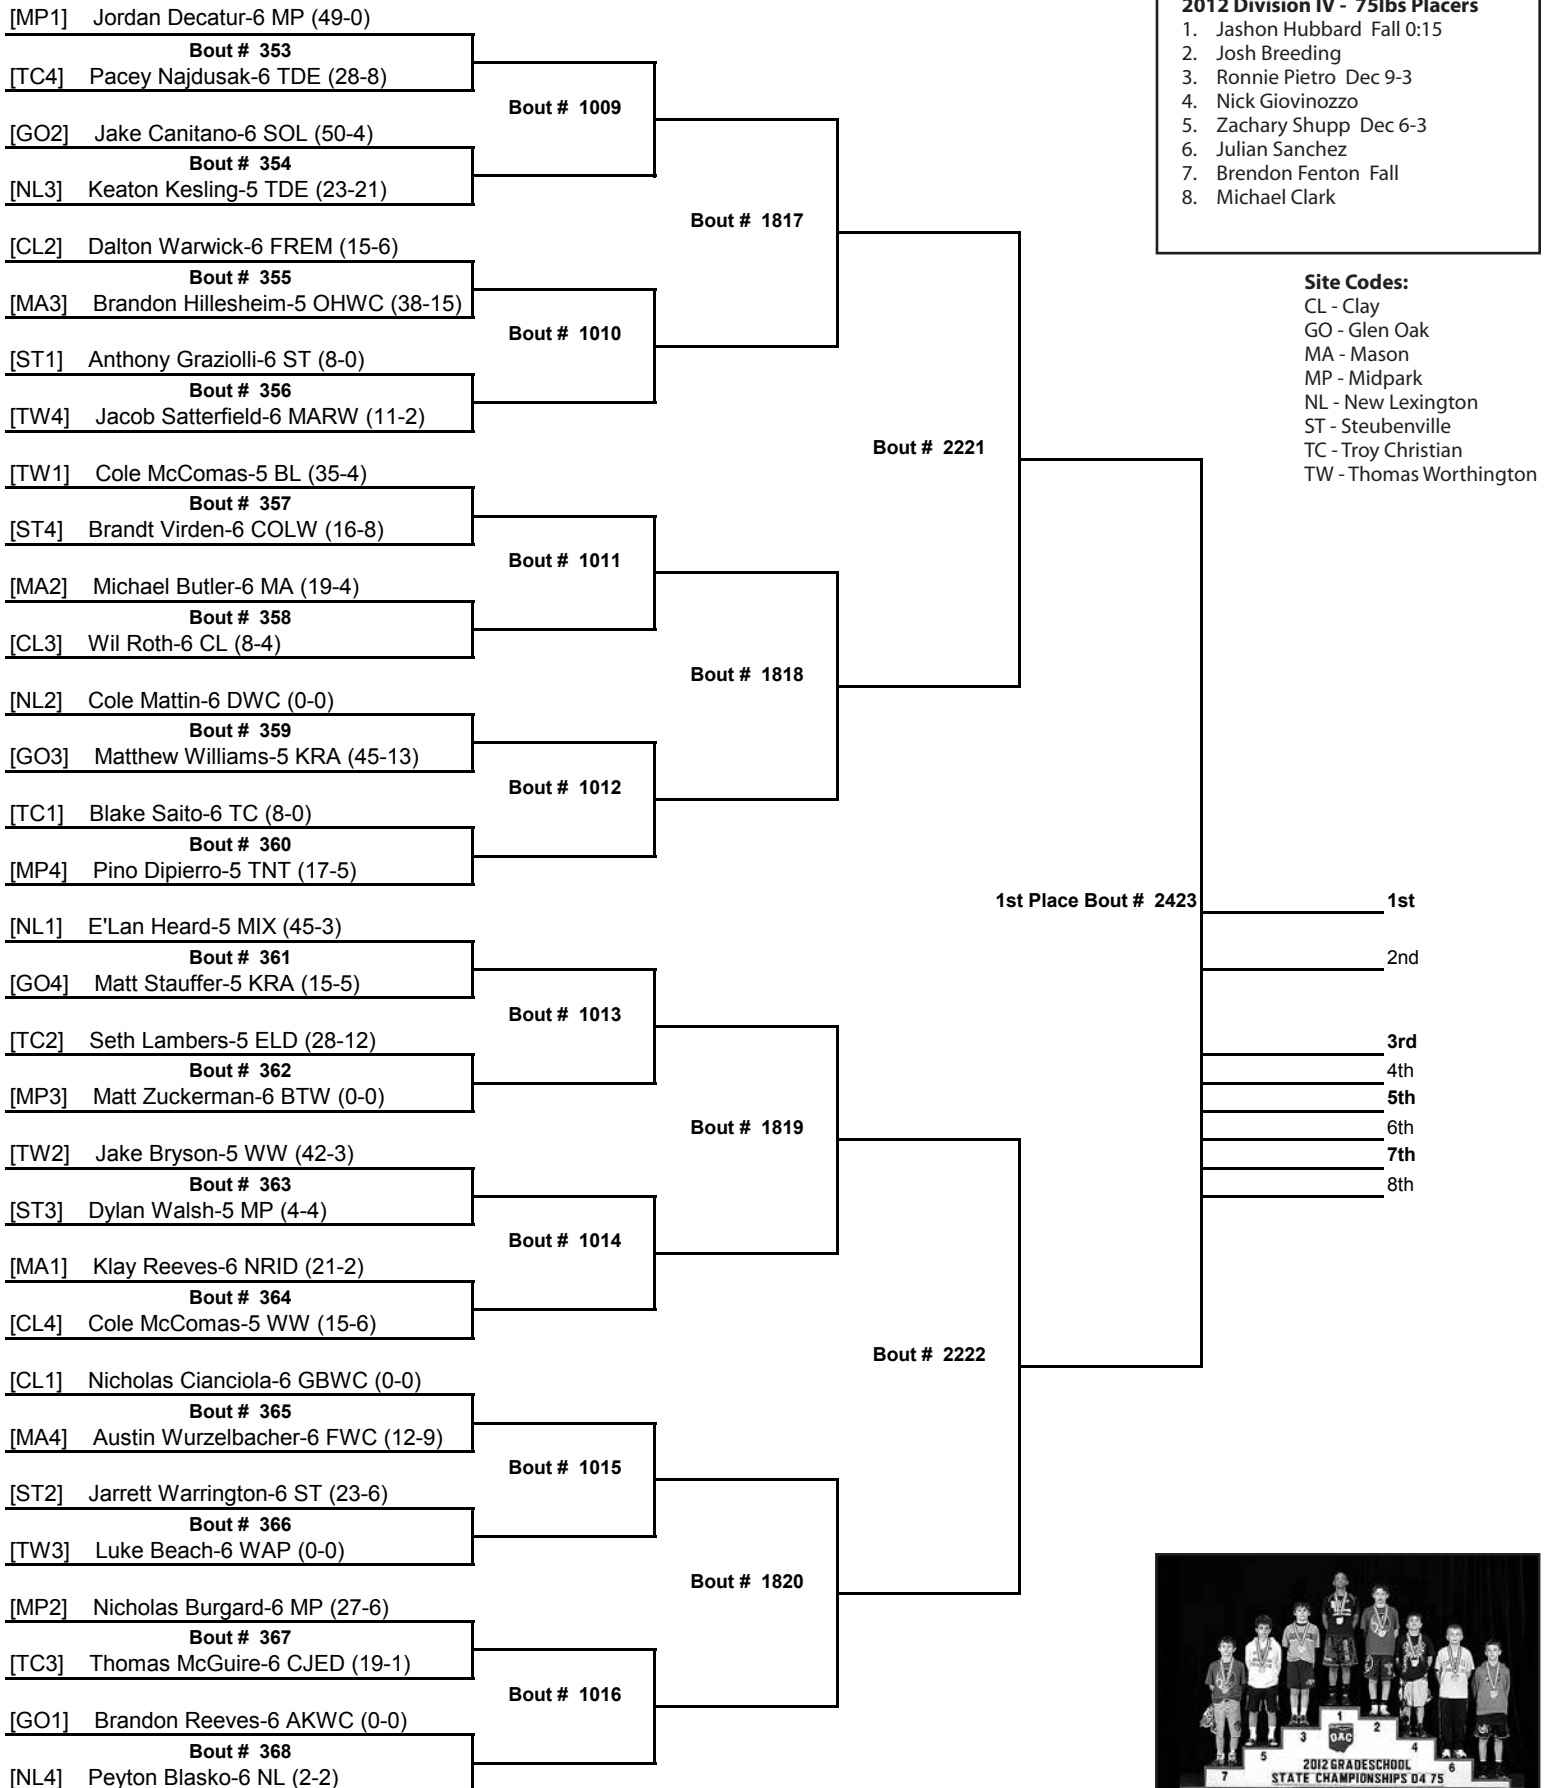 [MP1] Jordan Decatur-6 MP (49-0)
Bout # 353
[TC4] Pacey Najdusak-6 TDE (28-8)
Bout # 1009
[GO2] Jake Canitano-6 SOL (50-4)
Bout # 354
[NL3] Keaton Kesling-5 TDE (23-21)
Bout # 1817
[CL2] Dalton Warwick-6 FREM (15-6)
Bout # 355
[MA3] Brandon Hillesheim-5 OHWC (38-15)
Bout # 1010
[ST1] Anthony Graziolli-6 ST (8-0)
Bout # 356
[TW4] Jacob Satterfield-6 MARW (11-2)
Bout # 2221
[TW1] Cole McComas-5 BL (35-4)
Bout # 357
[ST4] Brandt Virden-6 COLW (16-8)
Bout # 1011
[MA2] Michael Butler-6 MA (19-4)
Bout # 358
[CL3] Wil Roth-6 CL (8-4)
Bout # 1818
[NL2] Cole Mattin-6 DWC (0-0)
Bout # 359
[GO3] Matthew Williams-5 KRA (45-13)
Bout # 1012
[TC1] Blake Saito-6 TC (8-0)
Bout # 360
[MP4] Pino Dipierro-5 TNT (17-5)
1st Place Bout # 2423
[NL1] E'Lan Heard-5 MIX (45-3)
Bout # 361
[GO4] Matt Stauffer-5 KRA (15-5)
Bout # 1013
[TC2] Seth Lambers-5 ELD (28-12)
Bout # 362
[MP3] Matt Zuckerman-6 BTW (0-0)
Bout # 1819
[TW2] Jake Bryson-5 WW (42-3)
Bout # 363
[ST3] Dylan Walsh-5 MP (4-4)
Bout # 1014
[MA1] Klay Reeves-6 NRID (21-2)
Bout # 364
[CL4] Cole McComas-5 WW (15-6)
Bout # 2222
[CL1] Nicholas Cianciola-6 GBWC (0-0)
Bout # 365
[MA4] Austin Wurzelbacher-6 FWC (12-9)
Bout # 1015
[ST2] Jarrett Warrington-6 ST (23-6)
Bout # 366
[TW3] Luke Beach-6 WAP (0-0)
Bout # 1820
[MP2] Nicholas Burgard-6 MP (27-6)
Bout # 367
[TC3] Thomas McGuire-6 CJED (19-1)
Bout # 1016
[GO1] Brandon Reeves-6 AKWC (0-0)
Bout # 368
[NL4] Peyton Blasko-6 NL (2-2)
2012 Division IV - 75lbs Placers
1. Jashon Hubbard Fall 0:15
2. Josh Breeding
3. Ronnie Pietro Dec 9-3
4. Nick Giovinozzo
5. Zachary Shupp Dec 6-3
6. Julian Sanchez
7. Brendon Fenton Fall
8. Michael Clark
Site Codes:
CL - Clay
GO - Glen Oak
MA - Mason
MP - Midpark
NL - New Lexington
ST - Steubenville
TC - Troy Christian
TW - Thomas Worthington
1st
2nd
3rd
4th
5th
6th
7th
8th
1
2
3
4
5
6
7
OAC
2012 GRADESCHOOL
STATE CHAMPIONSHIPS D4 75